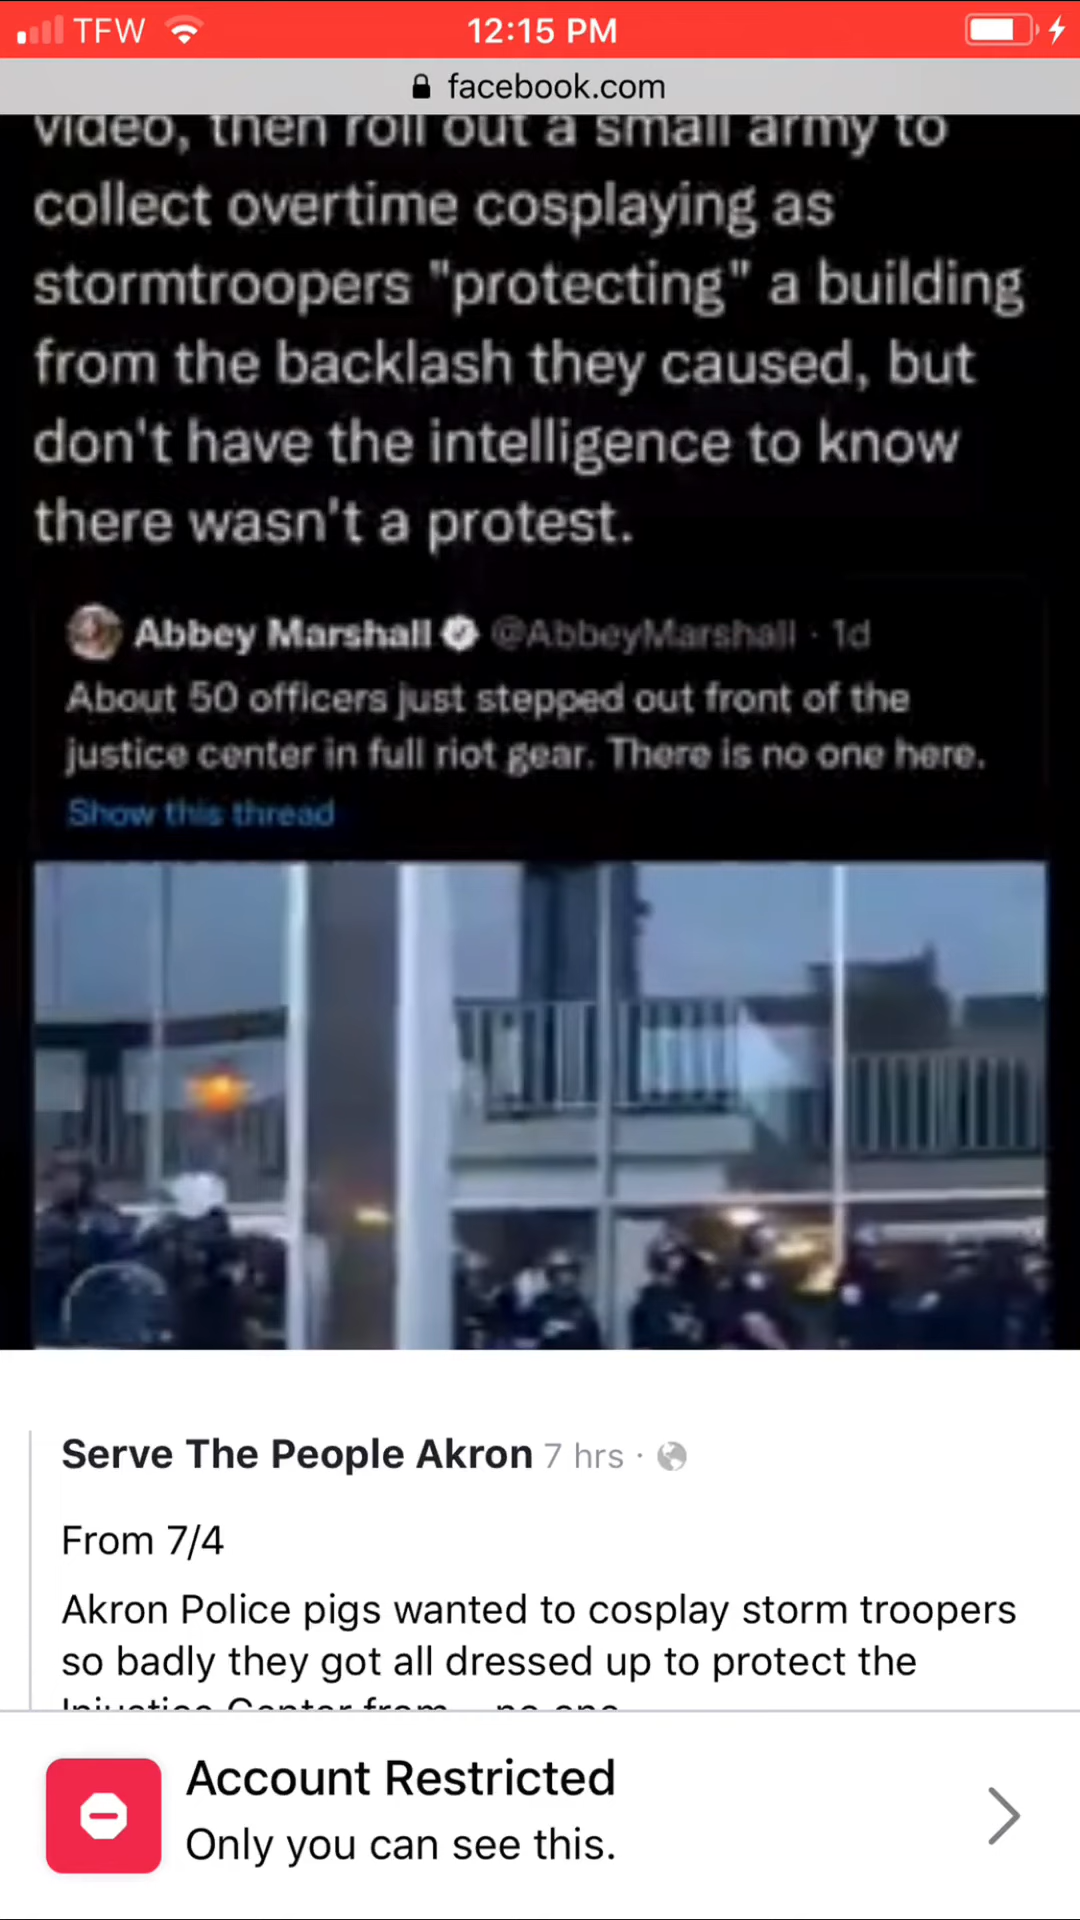 TFW
12:15 PM
facebook.com
video, then roll out a small army to
collect overtime cosplaying as
stormtroopers "protecting" a building
from the backlash they caused, but
don't have the intelligence to know
there wasn't a protest.
Abbey Marshall @AbbeyMarshall · 1d
About 50 officers just stepped out front of the
justice center in full riot gear. There is no one here.
Show this thread
Serve The People Akron 7 hrs ·
From 7/4
Akron Police pigs wanted to cosplay storm troopers
so badly they got all dressed up to protect the
Injustice Center from... no one
Account Restricted
Only you can see this.